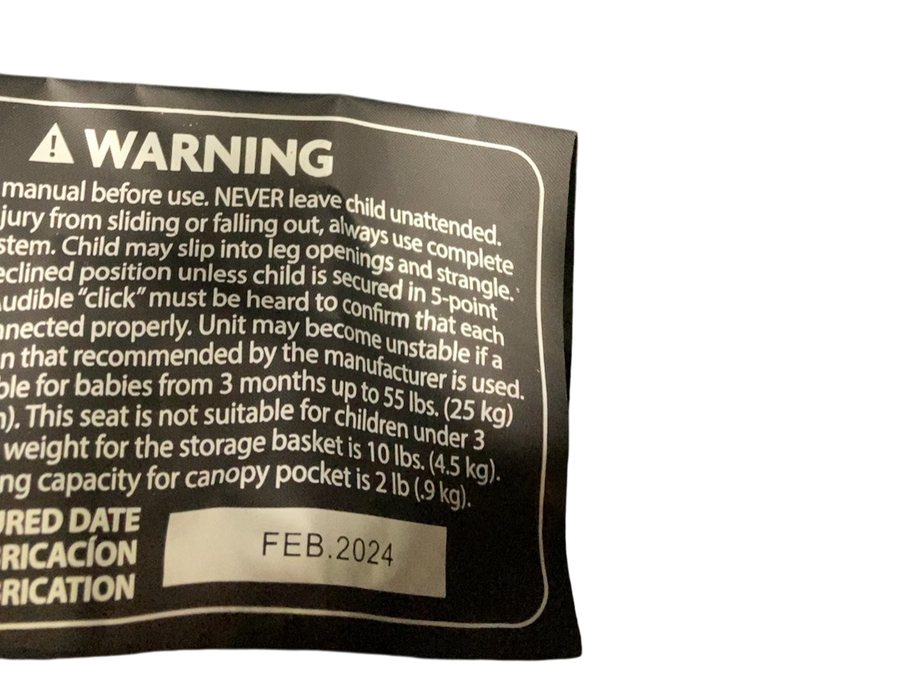 WARNING
manual before use. NEVER leave child unattended.
jury from sliding or falling out, always use complete
stem. Child may slip into leg openings and strangle.
eclined position unless child is secured in 5-point
Audible "click" must be heard to confirm that each
nnected properly. Unit may become unstable if a
n that recommended by the manufacturer is used.
ble for babies from 3 months up to 55 lbs. (25 kg)
). This seat is not suitable for children under 3
weight for the storage basket is 10 lbs. (4.5 kg).
ng capacity for canopy pocket is 2 lb (.9 kg).
URED DATE
BRICACÍON
BRICATION
FEB.2024